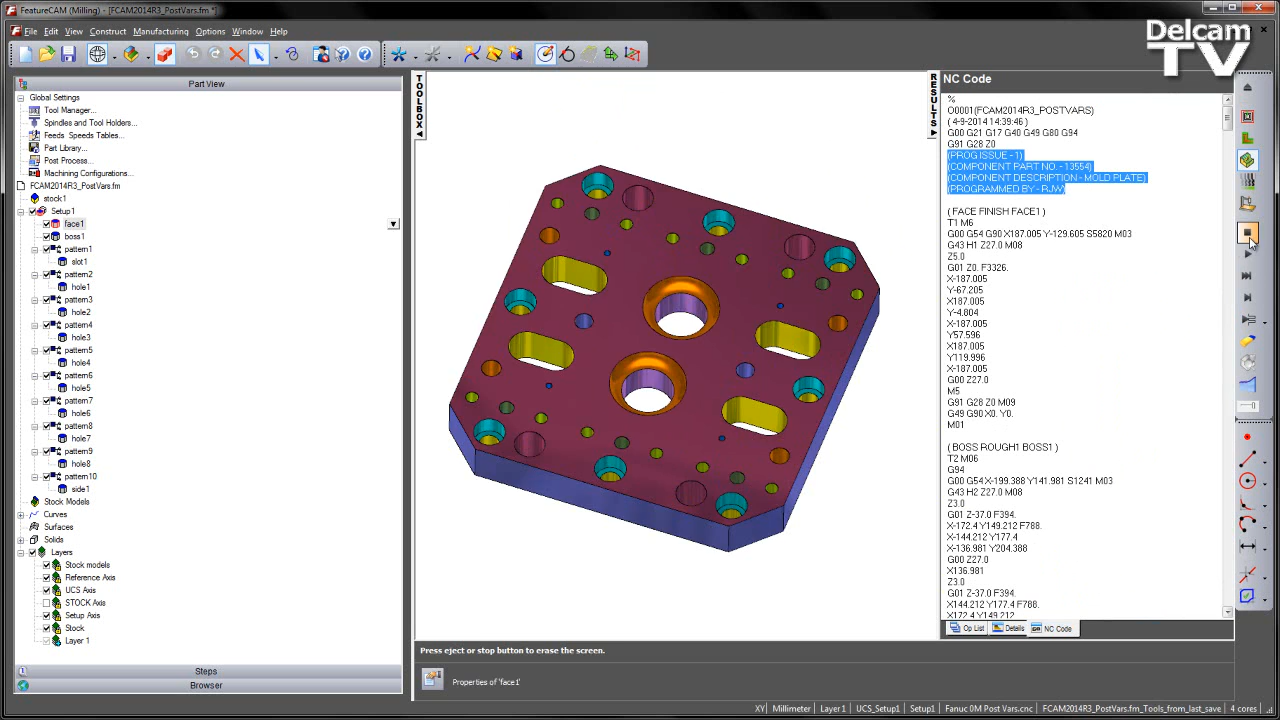 FeatureCAM (Milling) - [FCAM2014R3_PostVars.fm *]
File Edit View Construct Manufacturing Options Window Help
Delcam
TV
Part View
Global Settings
Tool Manager...
Spindles and Tool Holders...
Feeds Speeds Tables...
Part Library...
Post Process...
Machining Configurations...
FCAM2014R3_PostVars.fm
stock1
Setup1
face1
boss1
pattern1
slot1
pattern2
hole1
pattern3
hole2
pattern4
hole3
pattern5
hole4
pattern6
hole5
pattern7
hole6
pattern8
hole7
pattern9
hole8
pattern10
side1
Stock Models
Curves
Surfaces
Solids
Layers
Stock models
Reference Axis
UCS Axis
STOCK Axis
Setup Axis
Stock
Layer 1
Steps
Browser
TOOLBOX
RESULTS
NC Code
%
O0001(FCAM2014R3_POSTVARS)
( 4-9-2014 14:39:46 )
G00 G21 G17 G40 G49 G80 G94
G91 G28 Z0
(PROG ISSUE - 1)
(COMPONENT PART NO. - 13554)
(COMPONENT DESCRIPTION - MOLD PLATE)
(PROGRAMMED BY - RJW)
( FACE FINISH FACE1 )
T1 M6
G00 G54 G90 X187.005 Y-129.605 S5820 M03
G43 H1 Z27.0 M08
Z5.0
G01 Z0. F3326.
X-187.005
Y-67.205
X187.005
Y-4.804
X-187.005
Y57.596
X187.005
Y119.996
X-187.005
G00 Z27.0
M5
G91 G28 Z0 M09
G49 G90 X0. Y0.
M01
( BOSS ROUGH1 BOSS1 )
T2 M06
G94
G00 G54 X-199.388 Y141.981 S1241 M03
G43 H2 Z27.0 M08
Z3.0
G01 Z-37.0 F394.
X-172.4 Y149.212 F788.
X-144.212 Y177.4
X-136.981 Y204.388
G00 Z27.0
X136.981
Z3.0
G01 Z-37.0 F394.
X144.212 Y177.4 F788.
X172.4 Y149.212
Op List Details NC Code
Press eject or stop button to erase the screen.
Properties of 'face1'
XY Millimeter Layer 1 UCS_Setup1 Setup1 Fanuc 0M Post Vars.cnc FCAM2014R3_PostVars.fm_Tools_from_last_save 4 cores